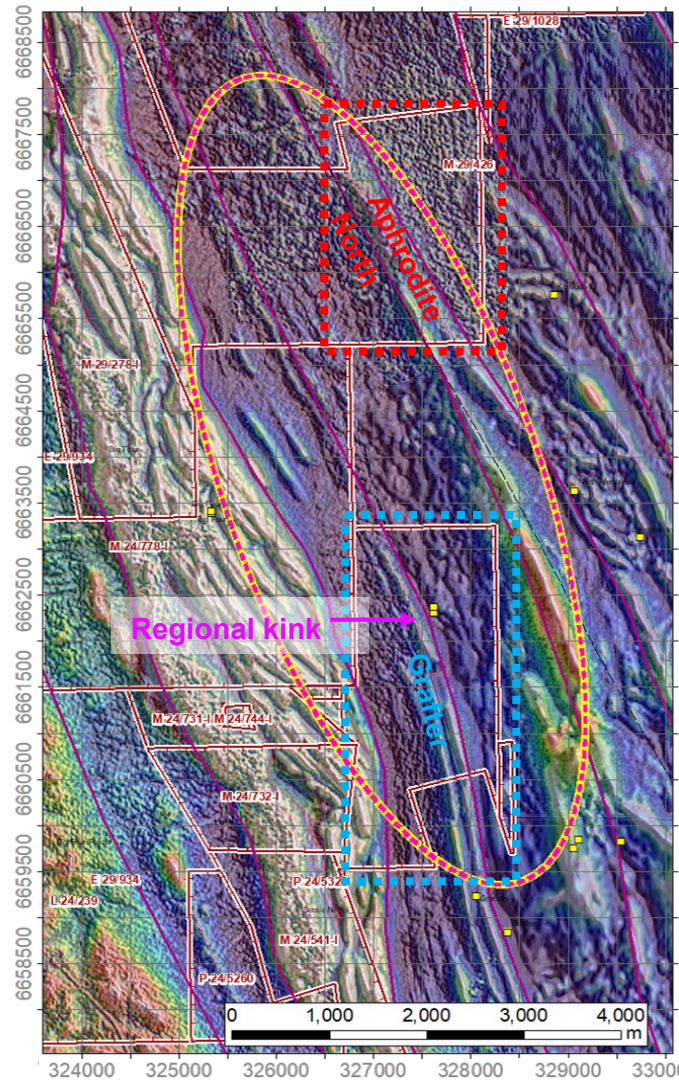 6668500
E 29/1028
6667500
M 29/426
North
Aphrodite
6666500
6665500
M 29/278-I
6664500
E 29/934
6663500
M 24/778-I
6662500
Regional kink
Grafter
6661500
M 24/731-I
M 24/744-I
6660500
M 24/732-I
6659500
E 29/934
P 24/532
L 24/239
M 24/541-I
6658500
P 24/5260
0 1,000 2,000 3,000 4,000
m
324000 325000 326000 327000 328000 329000 33000